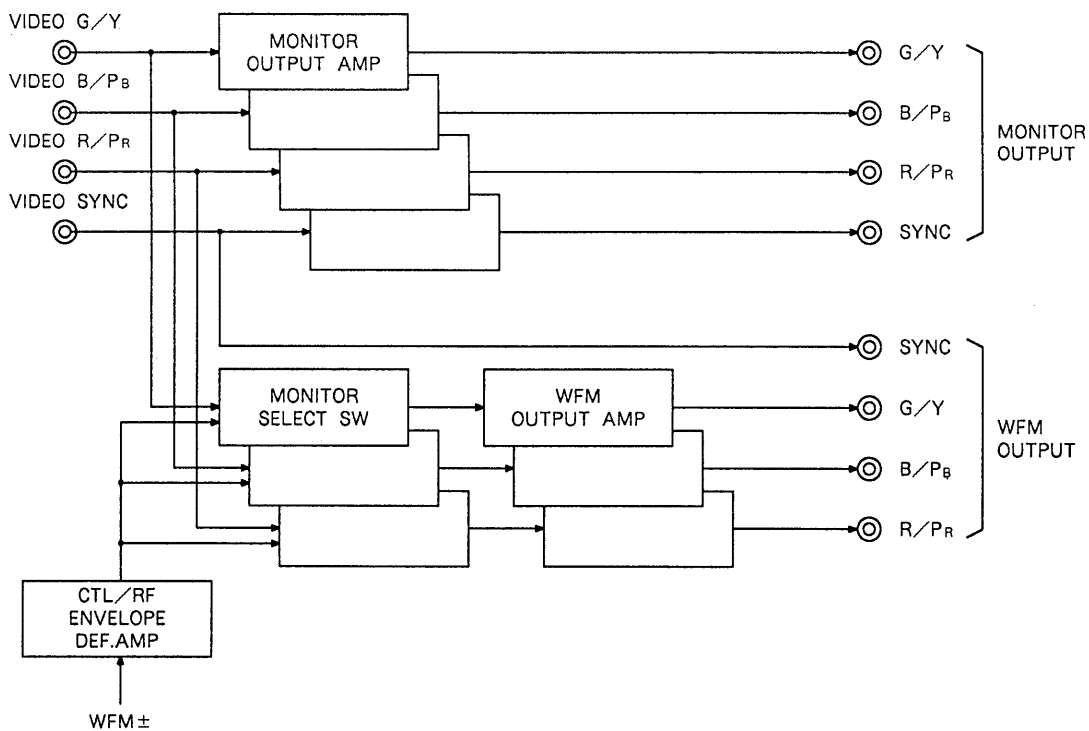 VIDEO G/Y
VIDEO B/PB
VIDEO R/PR
VIDEO SYNC
MONITOR
OUTPUT AMP
G/Y
B/PB
R/PR
SYNC
MONITOR
OUTPUT
SYNC
G/Y
B/PB
R/PR
WFM
OUTPUT
MONITOR
SELECT SW
WFM
OUTPUT AMP
CTL/RF
ENVELOPE
DEF.AMP
WFM±